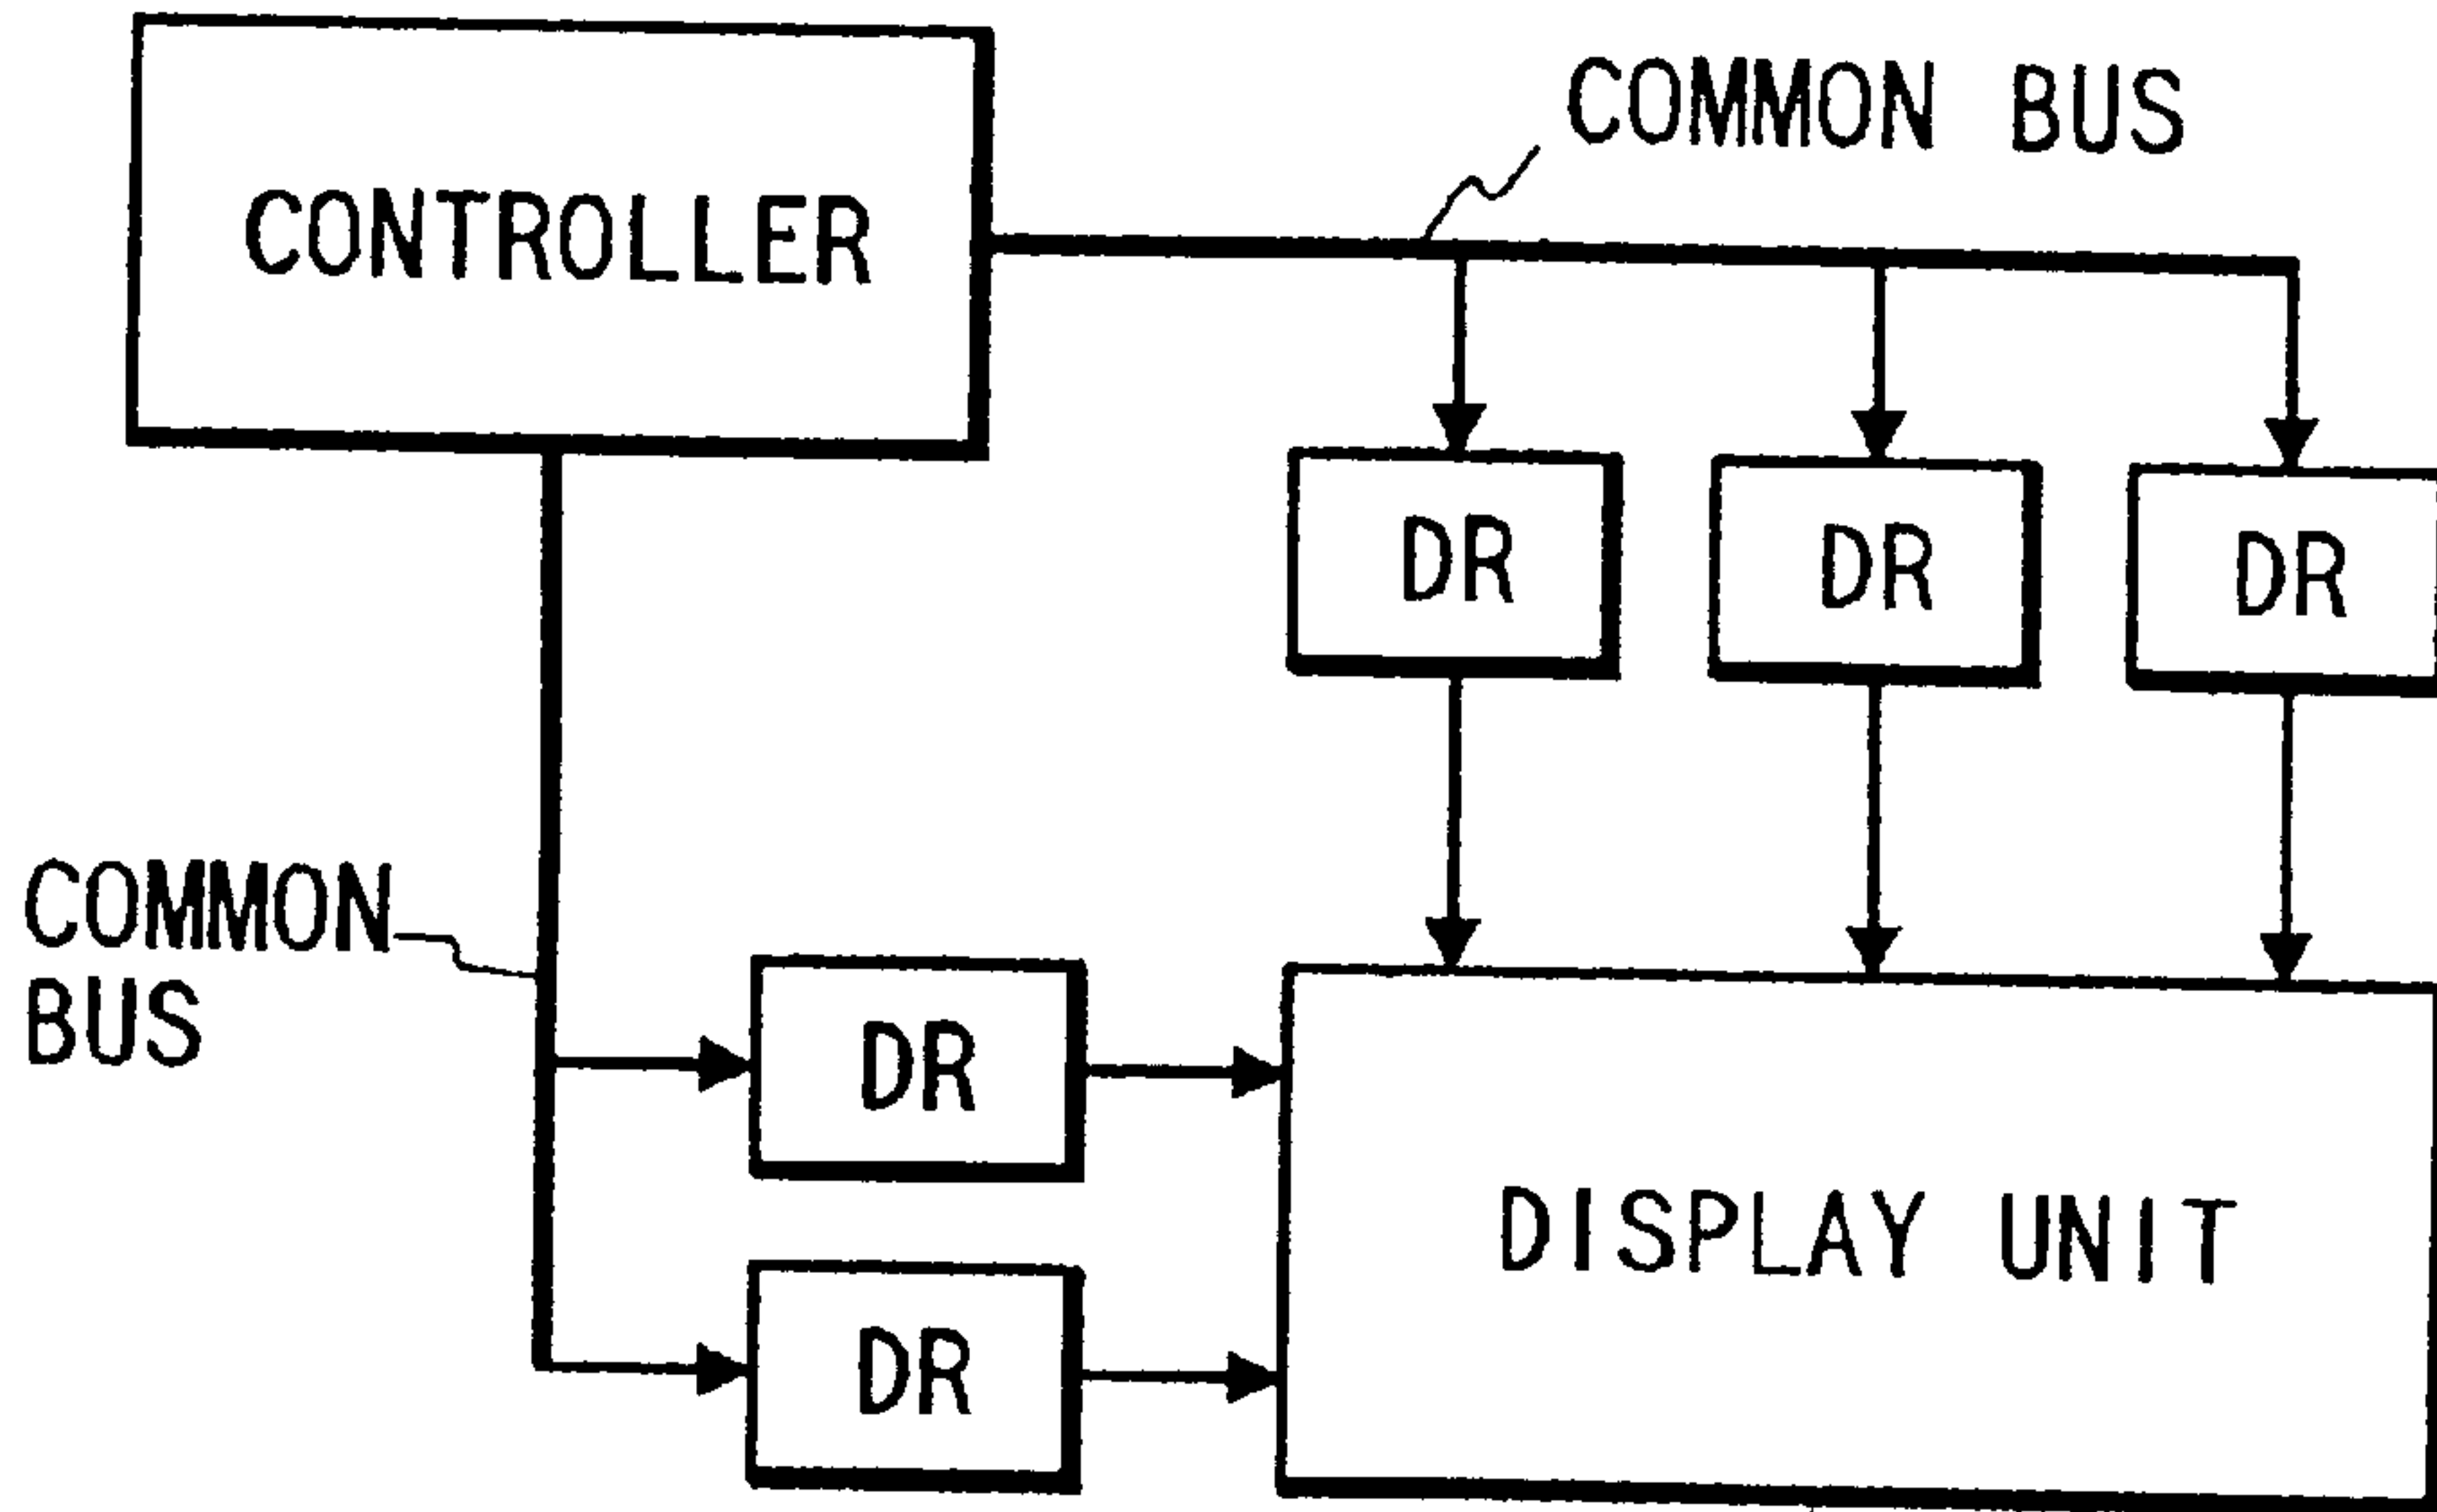 COMMON BUS
CONTROLLER
DR
DR
DR
COMMON
BUS
DR
DISPLAY UNIT
DR